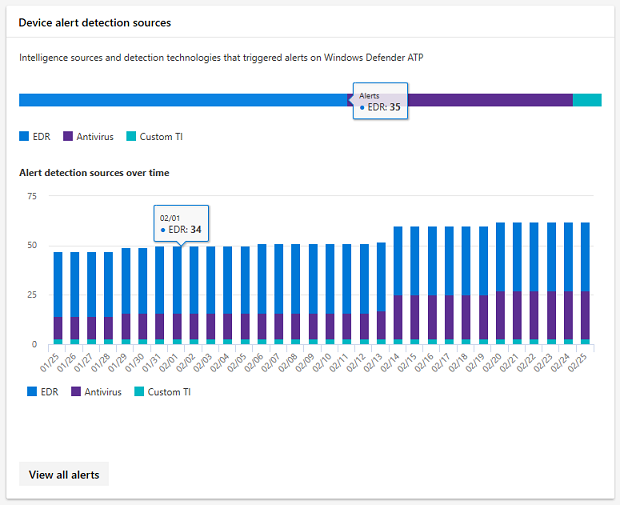 Device alert detection sources
Intelligence sources and detection technologies that triggered alerts on Windows Defender ATP
Alerts
EDR: 35
EDR Antivirus Custom TI
Alert detection sources over time
75
02/01
EDR: 34
50
25
0
01/25 01/26 01/27 01/28 01/29 01/30 01/31 02/01 02/02 02/03 02/04 02/05 02/06 02/07 02/08 02/09 02/10 02/11 02/12 02/13 02/14 02/15 02/16 02/17 02/18 02/19 02/20 02/21 02/22 02/23 02/24 02/25
EDR Antivirus Custom TI
View all alerts